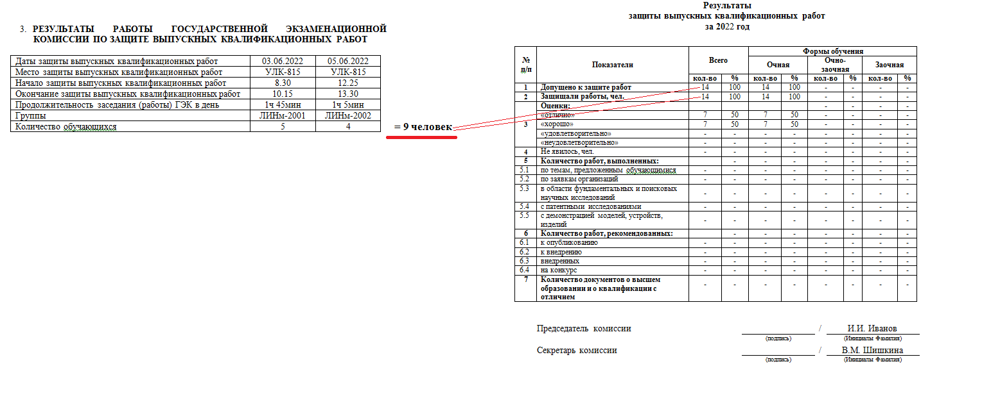 3. РЕЗУЛЬТАТЫ РАБОТЫ ГОСУДАРСТВЕННОЙ ЭКЗАМЕНАЦИОННОЙ
КОМИССИИ ПО ЗАЩИТЕ ВЫПУСКНЫХ КВАЛИФИКАЦИОННЫХ РАБОТ
Даты защиты выпускных квалификационных работ 03.06.2022 05.06.2022
Место защиты выпускных квалификационных работ УЛК-815 УЛК-815
Начало защиты выпускных квалификационных работ 8.30 12.25
Окончание защиты выпускных квалификационных работ 10.15 13.30
Продолжительность заседания (работы) ГЭК в день 1ч 45мин 1ч 5мин
Группы ЛИНм-2001 ЛИНм-2002
Количество обучающихся 5 4
= 9 человек
Результаты
защиты выпускных квалификационных работ
за 2022 год
№ п/п Показатели Всего Формы обучения
Очная Очно-заочная Заочная
кол-во % кол-во % кол-во % кол-во %
1 Допущено к защите работ 14 100 14 100 - - - -
2 Защищали работы, чел. 14 100 14 100 - - - -
3 Оценки: - - - -
«отлично» 7 50 7 50 - - - -
«хорошо» 7 50 7 50 - - - -
«удовлетворительно» - - - - - - - -
«неудовлетворительно» - - - - - - - -
4 Не явилось, чел. - - - - - - - -
5 Количество работ, выполненных: - - - - - - -
5.1 по темам, предложенным обучающимися - - - - - - - -
5.2 по заявкам организаций - - - - - - - -
5.3 в области фундаментальных и поисковых
научных исследований - - - - - - - -
5.4 с патентными исследованиями - - - - - - - -
5.5 с демонстрацией моделей, устройств,
изделий - - - - - - - -
6 Количество работ, рекомендованных: - - - - - - -
6.1 к опубликованию - - - - - - - -
6.2 к внедрению - - - - - - - -
6.3 внедренных - - - - - - - -
6.4 на конкурс - - - - - - - -
7 Количество документов о высшем
образовании и о квалификации с
отличием - - - - - - - -
Председатель комиссии / И.И. Иванов
(подпись) (Инициалы Фамилия)
Секретарь комиссии / В.М. Шишкина
(подпись) (Инициалы Фамилия)